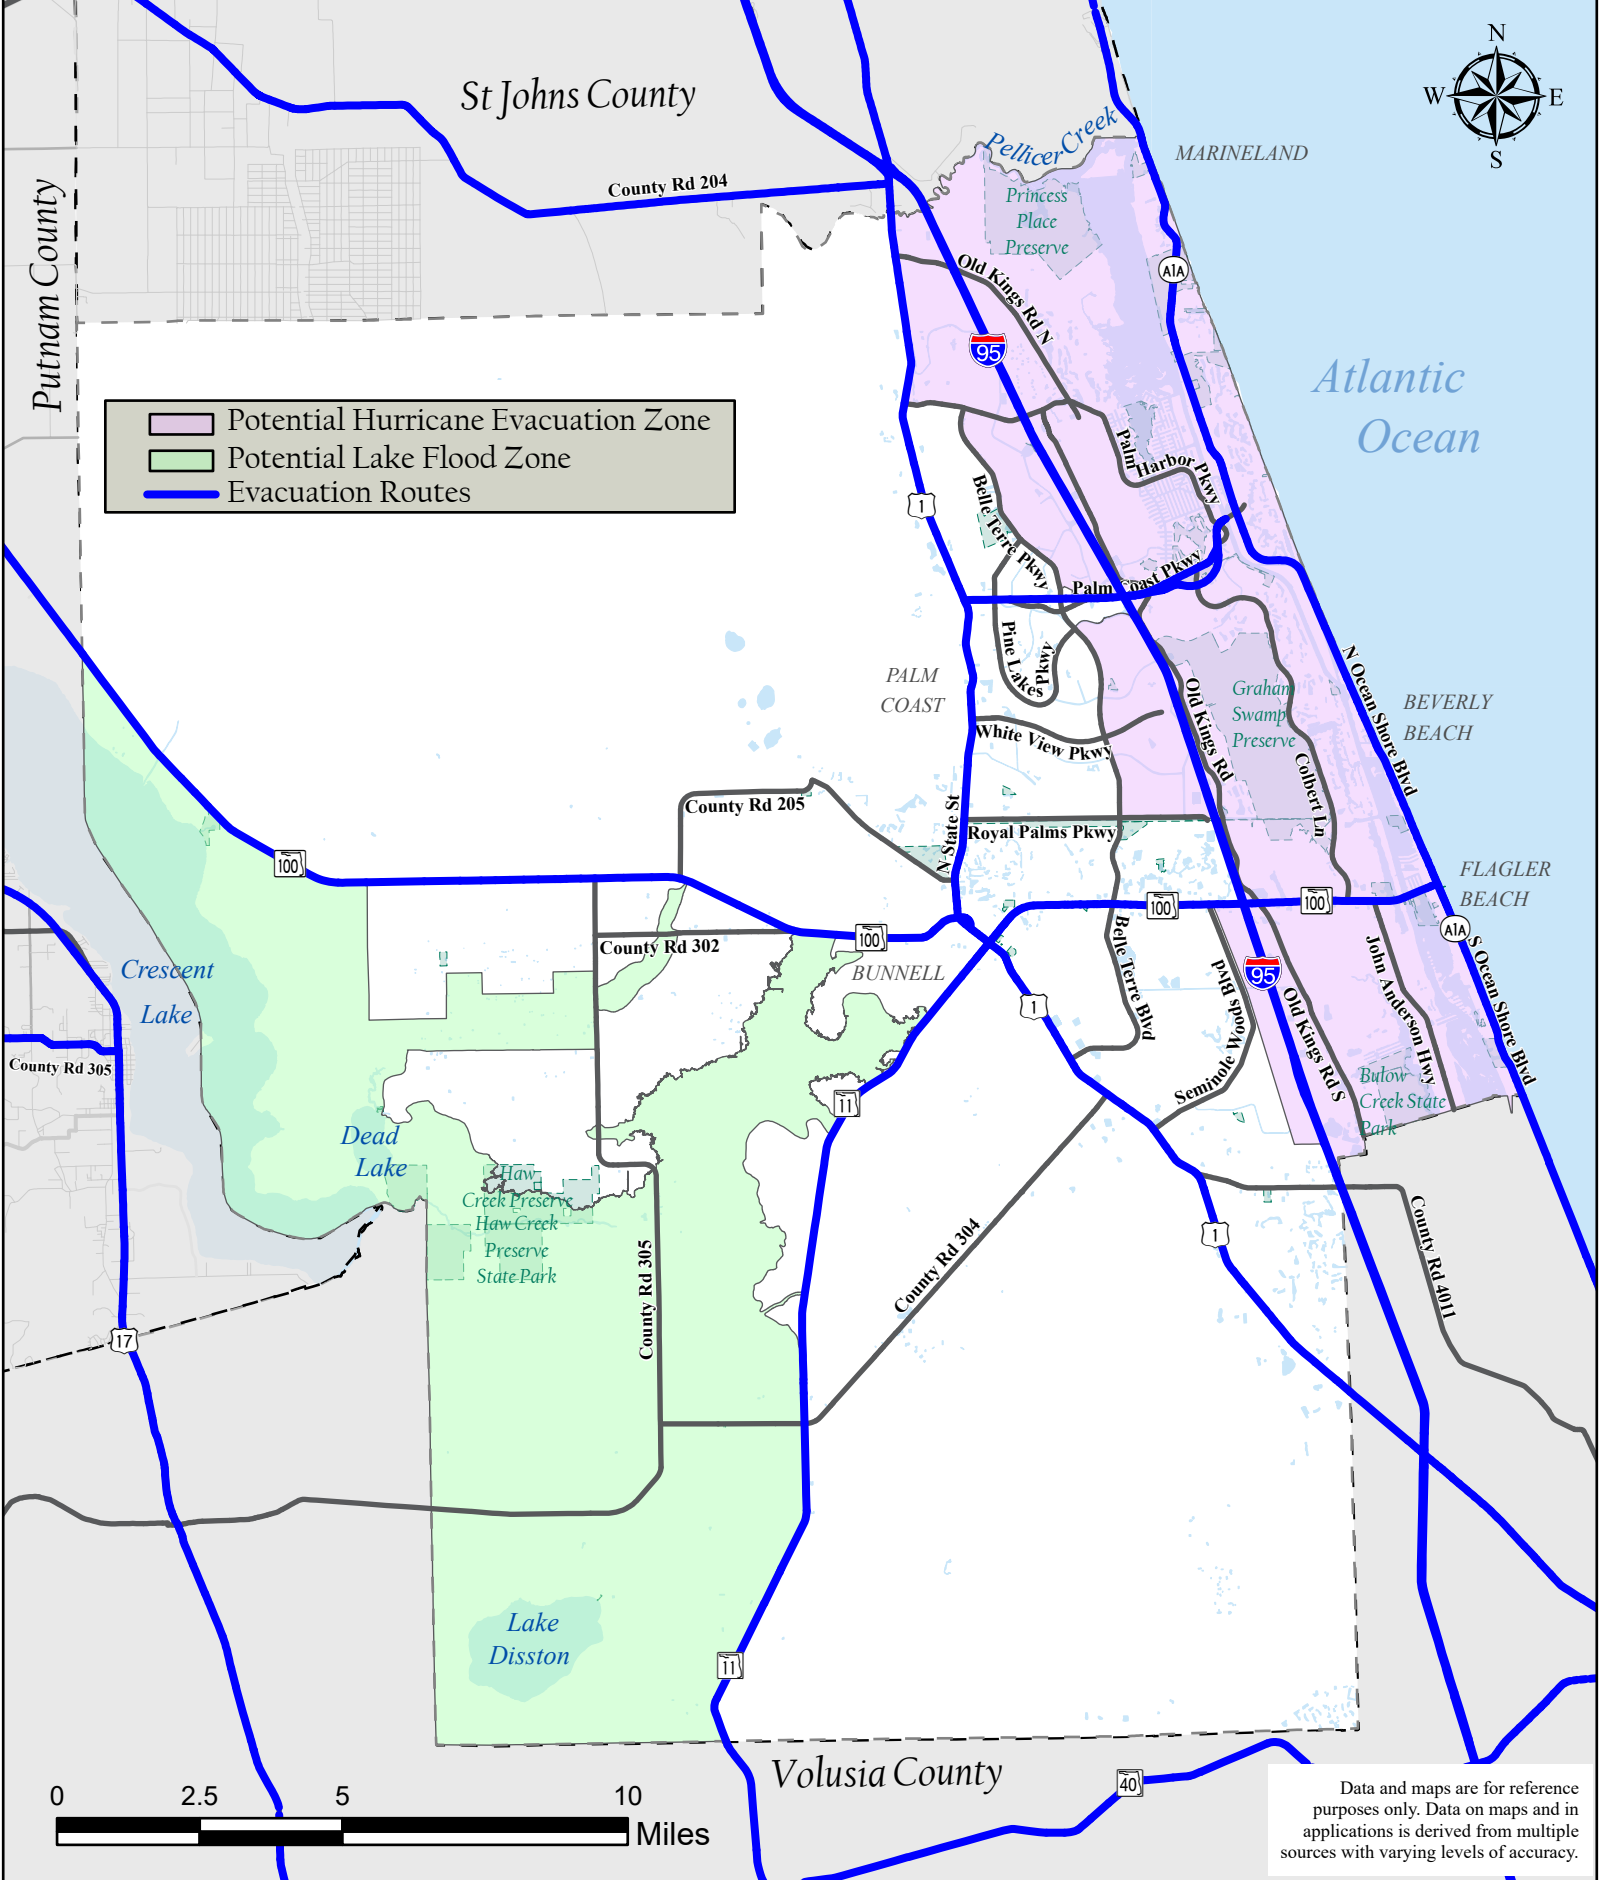 N
W
E
S
St Johns County
Pellicer Creek
MARINELAND
County Rd 204
Princess
Place
Preserve
Putnam County
Old Kings Rd N
A1A
95
Atlantic
Ocean
Potential Hurricane Evacuation Zone
Potential Lake Flood Zone
Evacuation Routes
Palm Harbor Pkwy
1
Belle Terre Pkwy
Palm Coast Pkwy
Pine Lakes Pkwy
PALM
COAST
N Ocean Shore Blvd
Old Kings Rd
Graham
Swamp
Preserve
BEVERLY
BEACH
White View Pkwy
Colbert Ln
County Rd 205
N State St
Royal Palms Pkwy
100
FLAGLER
BEACH
100
100
100
A1A
County Rd 302
BUNNELL
Belle Terre Blvd
Crescent
Lake
95
1
Seminole Woods Blvd
Old Kings Rd S
John Anderson Hwy
S Ocean Shore Blvd
County Rd 305
11
Bulow
Creek State
Park
Dead
Lake
Haw
Creek Preserve
Haw Creek
Preserve
State Park
County Rd 305
County Rd 304
1
County Rd 4011
17
Lake
Disston
11
Volusia County
40
0
2.5
5
10
Miles
Data and maps are for reference
purposes only. Data on maps and in
applications is derived from multiple
sources with varying levels of accuracy.